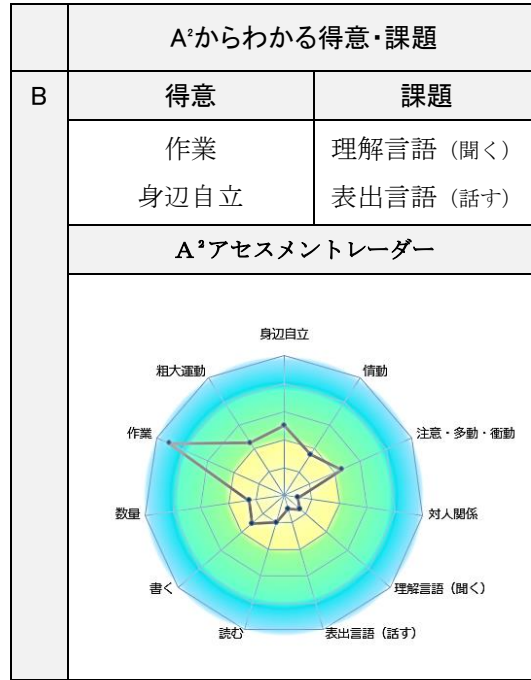 A²からわかる得意・課題
B 得意 課題
作業 理解言語（聞く）
身辺自立 表出言語（話す）
A²アセスメントレーダー
身辺自立
粗大運動 情動
作業 注意・多動・衝動
数量 対人関係
書く 理解言語（聞く）
読む 表出言語（話す）